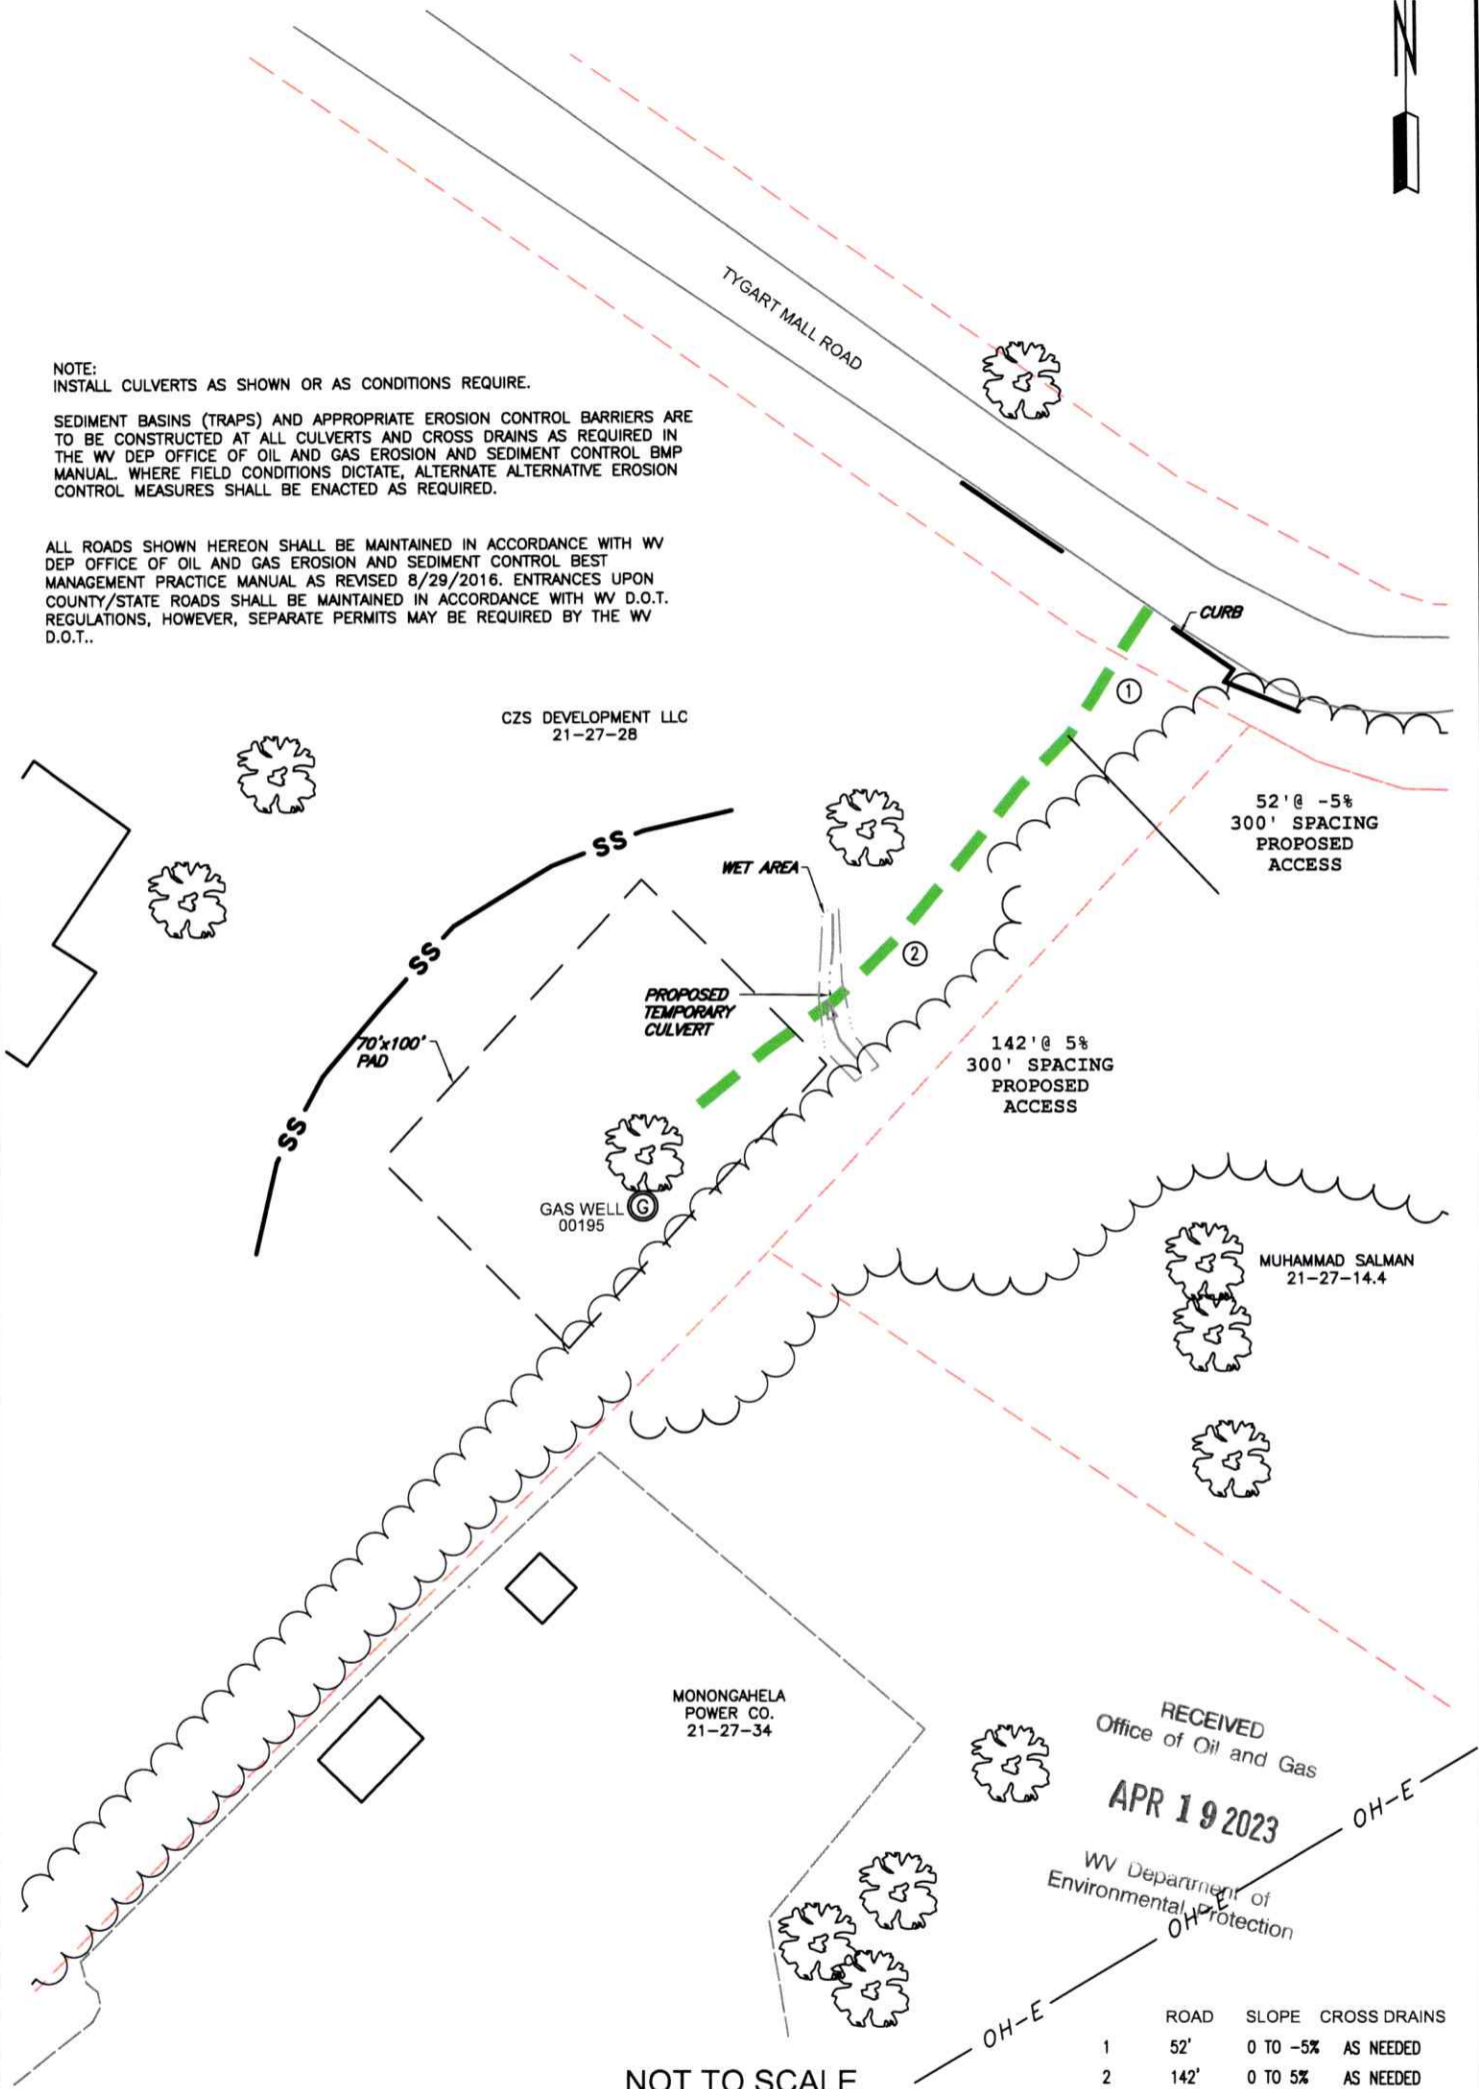 N
TYGART MALL ROAD
NOTE:
INSTALL CULVERTS AS SHOWN OR AS CONDITIONS REQUIRE.
SEDIMENT BASINS (TRAPS) AND APPROPRIATE EROSION CONTROL BARRIERS ARE
TO BE CONSTRUCTED AT ALL CULVERTS AND CROSS DRAINS AS REQUIRED IN
THE WV DEP OFFICE OF OIL AND GAS EROSION AND SEDIMENT CONTROL BMP
MANUAL. WHERE FIELD CONDITIONS DICTATE, ALTERNATE ALTERNATIVE EROSION
CONTROL MEASURES SHALL BE ENACTED AS REQUIRED.
ALL ROADS SHOWN HEREON SHALL BE MAINTAINED IN ACCORDANCE WITH WV
DEP OFFICE OF OIL AND GAS EROSION AND SEDIMENT CONTROL BEST
MANAGEMENT PRACTICE MANUAL AS REVISED 8/29/2016. ENTRANCES UPON
COUNTY/STATE ROADS SHALL BE MAINTAINED IN ACCORDANCE WITH WV D.O.T.
REGULATIONS, HOWEVER, SEPARATE PERMITS MAY BE REQUIRED BY THE WV
D.O.T..
CURB
1
CZS DEVELOPMENT LLC
21-27-28
52'@ -5%
300' SPACING
PROPOSED
ACCESS
SS
WET AREA
SS
2
PROPOSED
TEMPORARY
CULVERT
70'x100'
PAD
142'@ 5%
300' SPACING
PROPOSED
ACCESS
SS
GAS WELL
00195
G
MUHAMMAD SALMAN
21-27-14.4
MONONGAHELA
POWER CO.
21-27-34
RECEIVED
Office of Oil and Gas
APR 19 2023
WV Department of
Environmental Protection
OH-E
OH-E
OH-E
ROAD SLOPE CROSS DRAINS
1 52' 0 TO -5% AS NEEDED
2 142' 0 TO 5% AS NEEDED
NOT TO SCALE